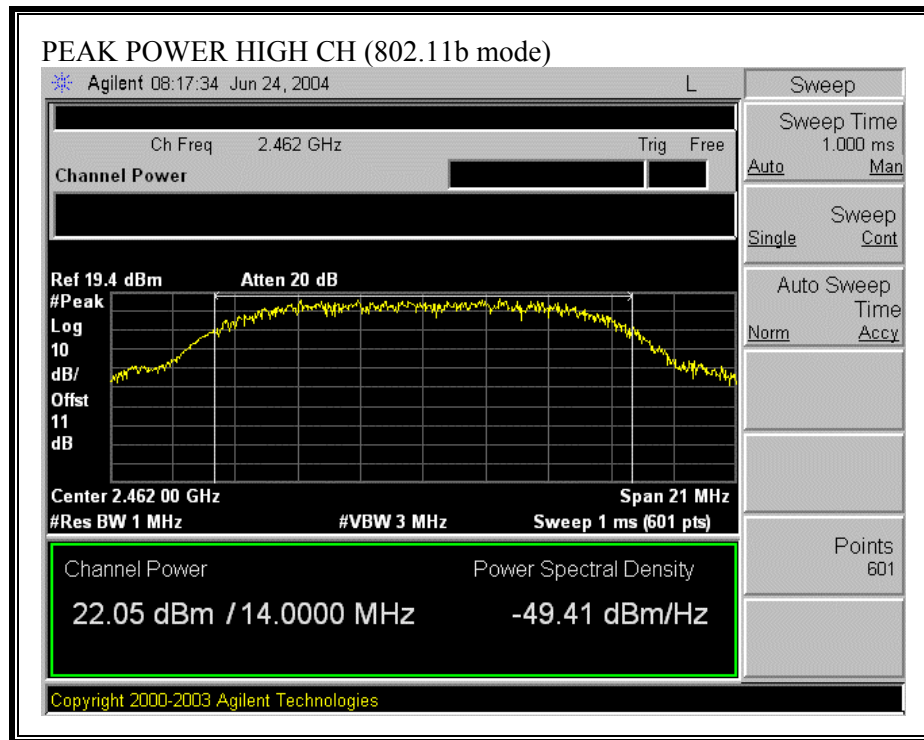 PEAK POWER HIGH CH (802.11b mode)
Agilent 08:17:34 Jun 24, 2004 L
Ch Freq 2.462 GHz Trig Free
Channel Power
Ref 19.4 dBm Atten 20 dB
#Peak
Log
10
dB/
Offst
11
dB
Center 2.462 00 GHz Span 21 MHz
#Res BW 1 MHz #VBW 3 MHz Sweep 1 ms (601 pts)
Channel Power Power Spectral Density
22.05 dBm / 14.0000 MHz -49.41 dBm/Hz
Copyright 2000-2003 Agilent Technologies
Sweep
Sweep Time
1.000 ms
Auto Man
Sweep
Single Cont
Auto Sweep
Time
Norm Accy
Points
601